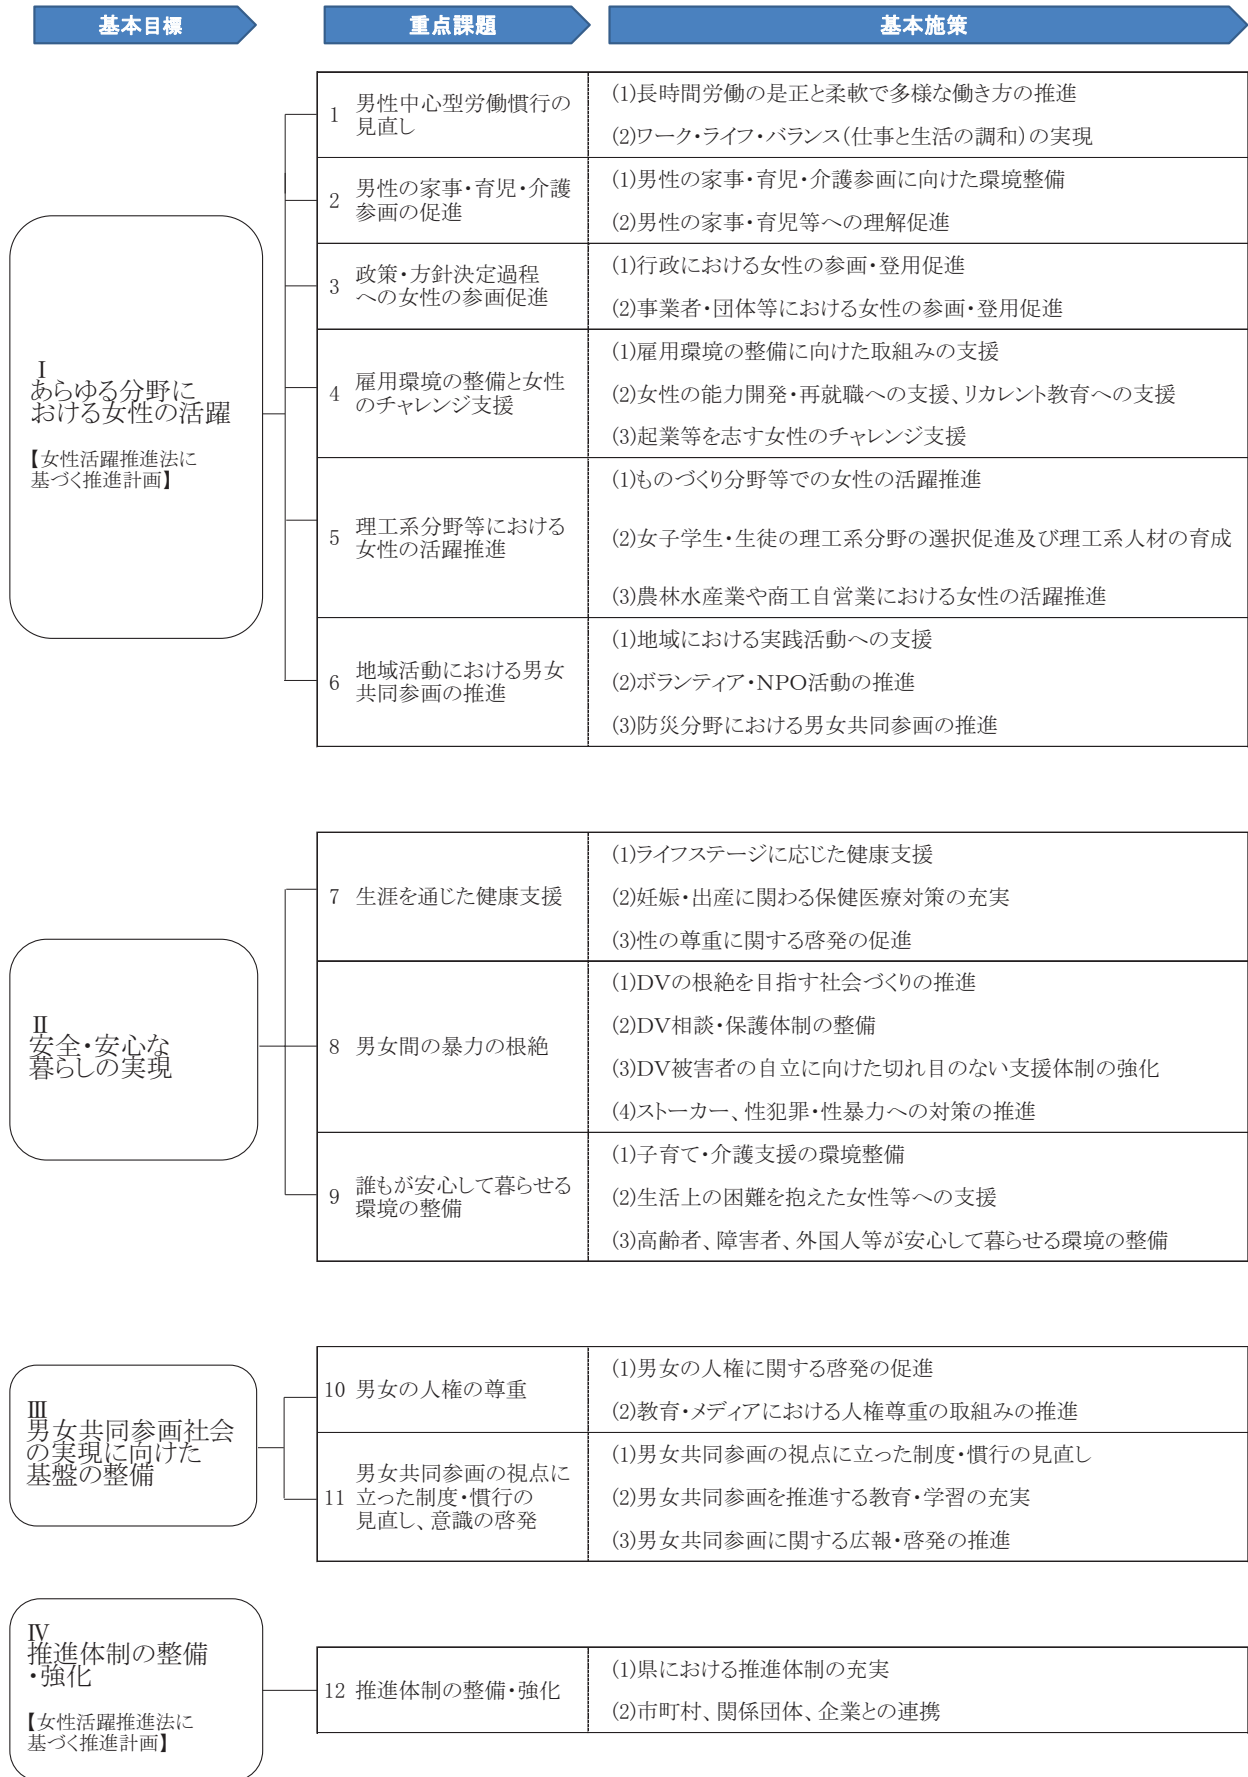 基本目標
重点課題
基本施策
Ⅰ
あらゆる分野に
おける女性の活躍
【女性活躍推進法に
基づく推進計画】
1 男性中心型労働慣行の
見直し
(1)長時間労働の是正と柔軟で多様な働き方の推進
(2)ワーク・ライフ・バランス(仕事と生活の調和)の実現
2 男性の家事・育児・介護
参画の促進
(1)男性の家事・育児・介護参画に向けた環境整備
(2)男性の家事・育児等への理解促進
3 政策・方針決定過程
への女性の参画促進
(1)行政における女性の参画・登用促進
(2)事業者・団体等における女性の参画・登用促進
4 雇用環境の整備と女性
のチャレンジ支援
(1)雇用環境の整備に向けた取組みの支援
(2)女性の能力開発・再就職への支援、リカレント教育への支援
(3)起業等を志す女性のチャレンジ支援
5 理工系分野等における
女性の活躍推進
(1)ものづくり分野等での女性の活躍推進
(2)女子学生・生徒の理工系分野の選択促進及び理工系人材の育成
(3)農林水産業や商工自営業における女性の活躍推進
6 地域活動における男女
共同参画の推進
(1)地域における実践活動への支援
(2)ボランティア・NPO活動の推進
(3)防災分野における男女共同参画の推進
Ⅱ
安全・安心な
暮らしの実現
7 生涯を通じた健康支援
(1)ライフステージに応じた健康支援
(2)妊娠・出産に関わる保健医療対策の充実
(3)性の尊重に関する啓発の促進
8 男女間の暴力の根絶
(1)DVの根絶を目指す社会づくりの推進
(2)DV相談・保護体制の整備
(3)DV被害者の自立に向けた切れ目のない支援体制の強化
(4)ストーカー、性犯罪・性暴力への対策の推進
9 誰もが安心して暮らせる
環境の整備
(1)子育て・介護支援の環境整備
(2)生活上の困難を抱えた女性等への支援
(3)高齢者、障害者、外国人等が安心して暮らせる環境の整備
Ⅲ
男女共同参画社会
の実現に向けた
基盤の整備
10 男女の人権の尊重
(1)男女の人権に関する啓発の促進
(2)教育・メディアにおける人権尊重の取組みの推進
男女共同参画の視点に
11 立った制度・慣行の
見直し、意識の啓発
(1)男女共同参画の視点に立った制度・慣行の見直し
(2)男女共同参画を推進する教育・学習の充実
(3)男女共同参画に関する広報・啓発の推進
Ⅳ
推進体制の整備
・強化
【女性活躍推進法に
基づく推進計画】
12 推進体制の整備・強化
(1)県における推進体制の充実
(2)市町村、関係団体、企業との連携